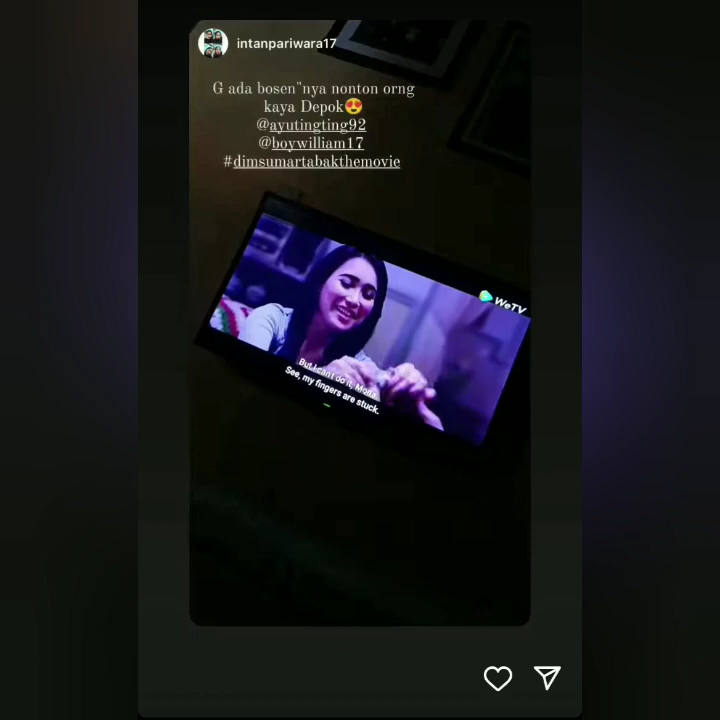 intanpariwara17
G ada bosen"nya nonton orng
kaya Depok😍
@ayutingting92
@boywilliam17
#dimsumartabakthemovie
WeTV
But I can't do it, Mona.
See, my fingers are stuck.